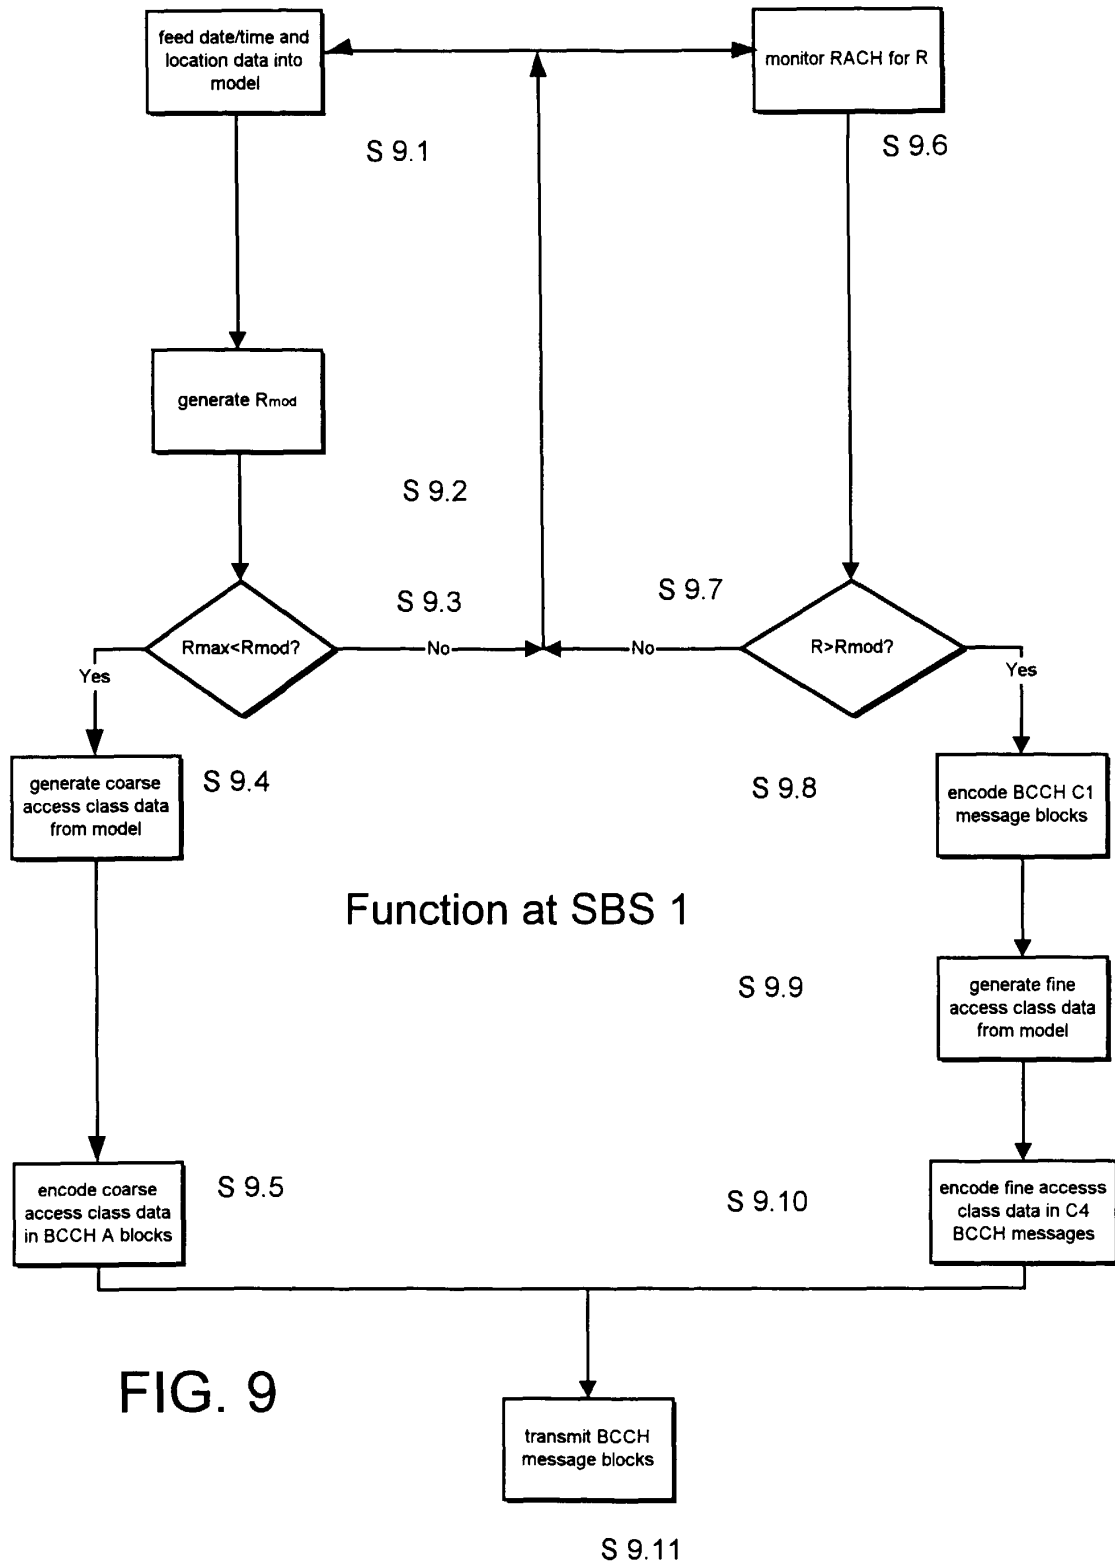 feed date/time and
location data into
model
monitor RACH for R
S 9.1
S 9.6
generate Rmod
S 9.2
S 9.3
S 9.7
Rmax<Rmod?
No
No
R>Rmod?
Yes
Yes
generate coarse
access class data
from model
S 9.4
S 9.8
encode BCCH C1
message blocks
Function at SBS 1
S 9.9
generate fine
access class data
from model
encode coarse
access class data
in BCCH A blocks
S 9.5
S 9.10
encode fine accesss
class data in C4
BCCH messages
FIG. 9
transmit BCCH
message blocks
S 9.11